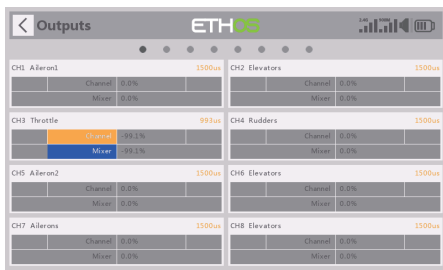 Outputs
ETHOS
2.4G 900M
CH1 Aileron1 1500us
Channel 0.0%
Mixer 0.0%
CH2 Elevators 1500us
Channel 0.0%
Mixer 0.0%
CH3 Throttle 993us
Channel -99.1%
Mixer -99.1%
CH4 Rudders 1500us
Channel 0.0%
Mixer 0.0%
CH5 Aileron2 1500us
Channel 0.0%
Mixer 0.0%
CH6 Elevators 1500us
Channel 0.0%
Mixer 0.0%
CH7 Ailerons 1500us
Channel 0.0%
Mixer 0.0%
CH8 Elevators 1500us
Channel 0.0%
Mixer 0.0%